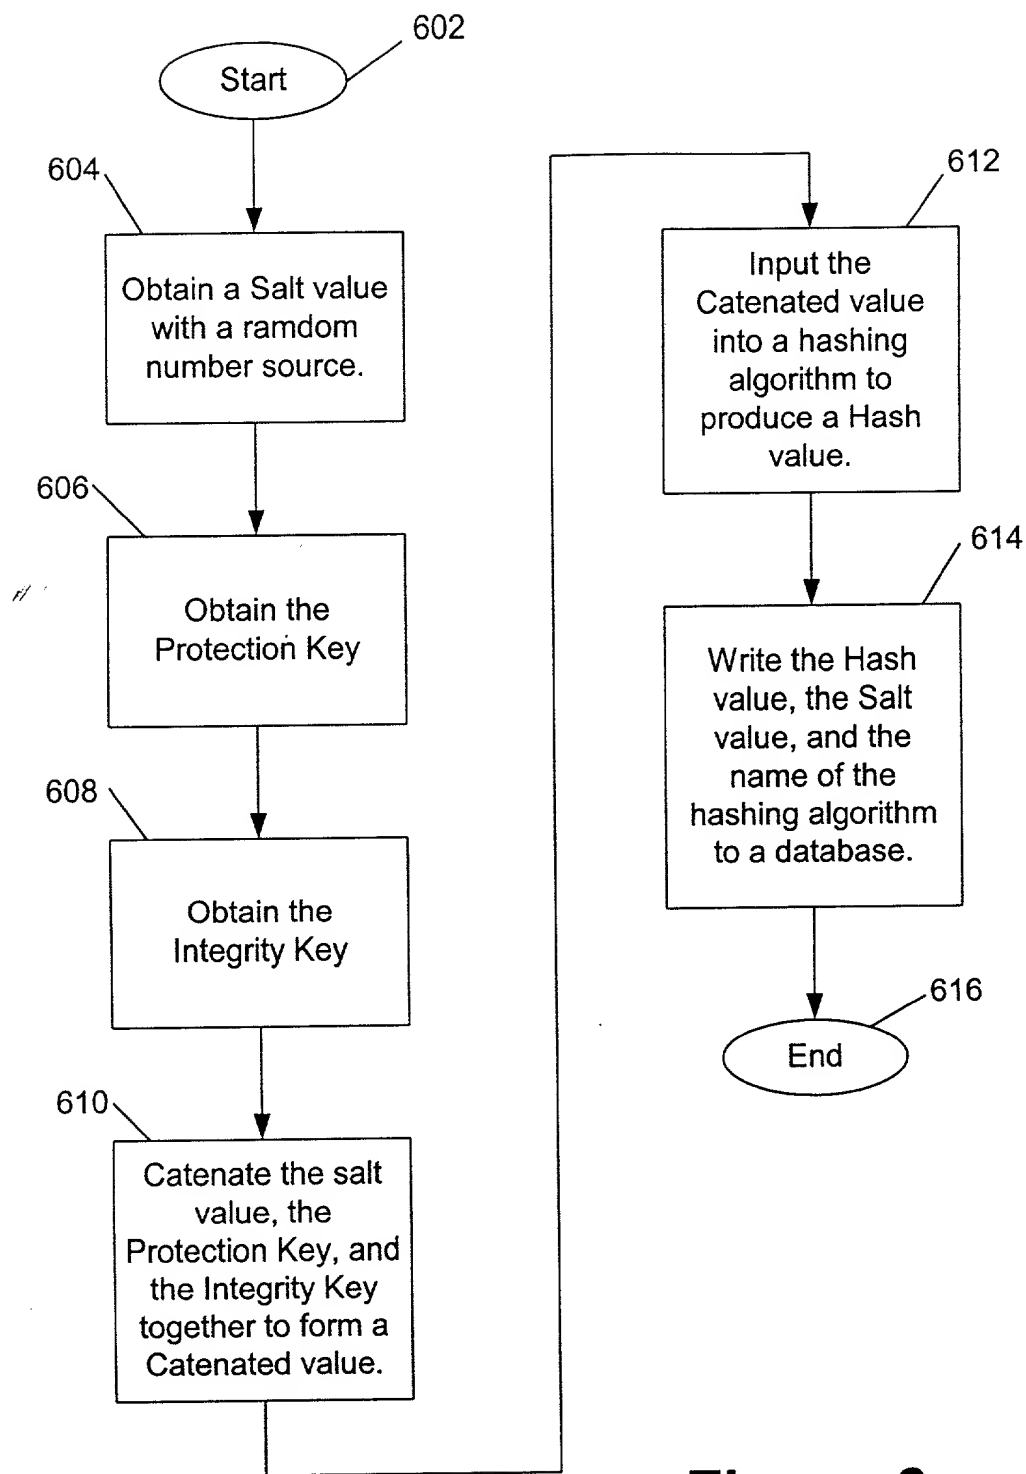 602
Start
604
Obtain a Salt value
with a ramdom
number source.
606
Obtain the
Protection Key
608
Obtain the
Integrity Key
610
Catenate the salt
value, the
Protection Key, and
the Integrity Key
together to form a
Catenated value.
612
Input the
Catenated value
into a hashing
algorithm to
produce a Hash
value.
614
Write the Hash
value, the Salt
value, and the
name of the
hashing algorithm
to a database.
616
End